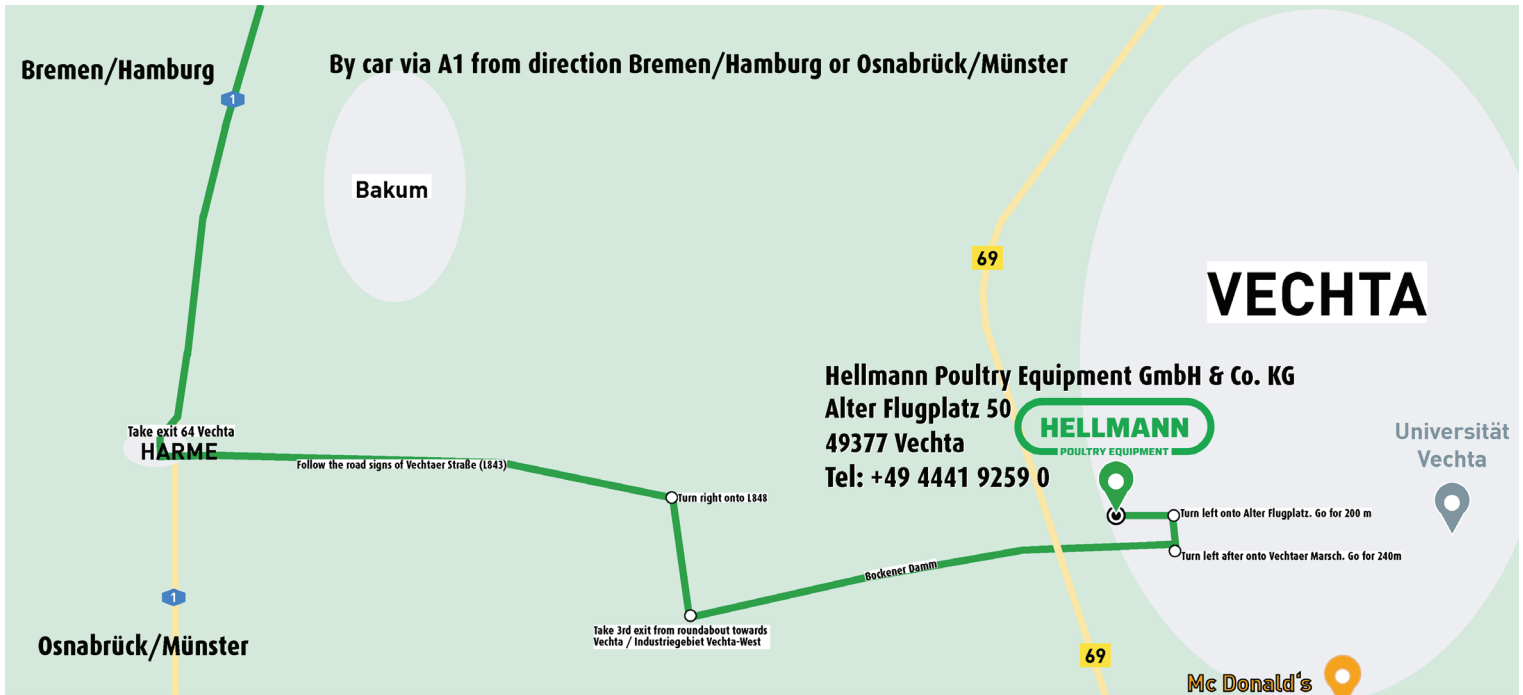 Bremen/Hamburg
By car via A1 from direction Bremen/Hamburg or Osnabrück/Münster
1
Bakum
69
VECHTA
Hellmann Poultry Equipment GmbH & Co. KG
Alter Flugplatz 50
49377 Vechta
Tel: +49 4441 9259 0
HELLMANN
POULTRY EQUIPMENT
Universität
Vechta
Take exit 64 Vechta
HARME
Follow the road signs of Vechtaer Straße (L843)
Turn right onto L848
Turn left onto Alter Flugplatz. Go for 200 m
Turn left after onto Vechtaer Marsch. Go for 240m
Bockener Damm
1
Take 3rd exit from roundabout towards
Vechta / Industriegebiet Vechta-West
Osnabrück/Münster
69
Mc Donald's